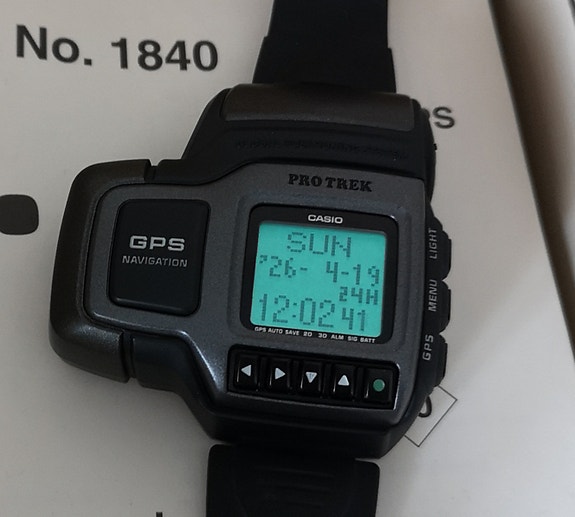 No. 1840
PS
PRO TREK
GPS
NAVIGATION
CASIO
SUN
'26- 4-19
24H
12:02 41
GPS AUTO SAVE 2D 3D ALM SIG BATT
LIGHT
MENU
GPS